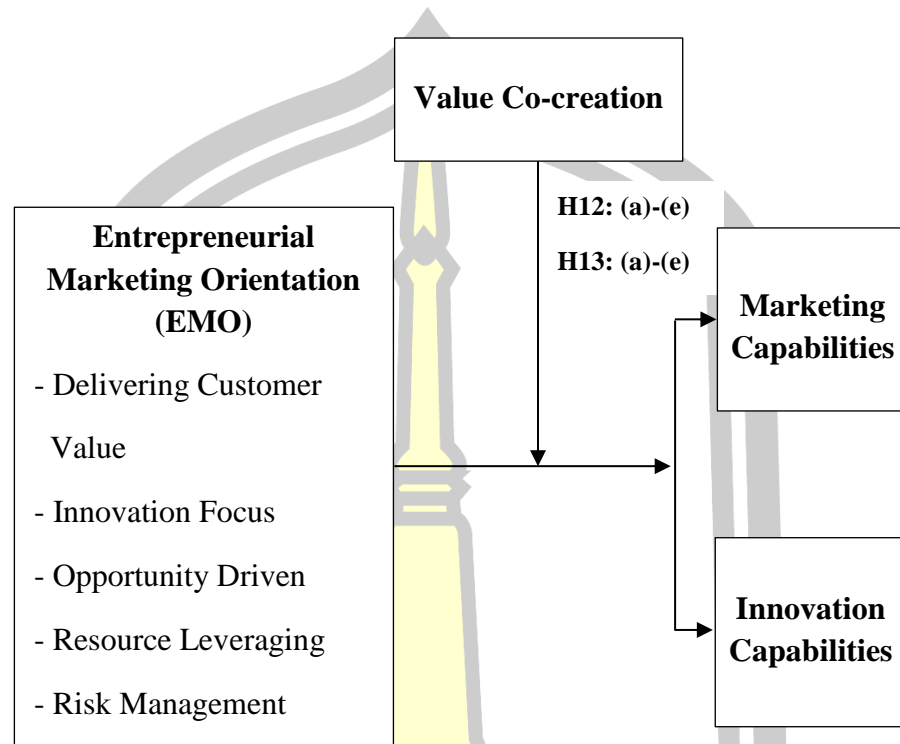 Value Co-creation
H12: (a)-(e)
H13: (a)-(e)
Entrepreneurial
Marketing Orientation
(EMO)
- Delivering Customer
Value
- Innovation Focus
- Opportunity Driven
- Resource Leveraging
- Risk Management
Marketing
Capabilities
Innovation
Capabilities